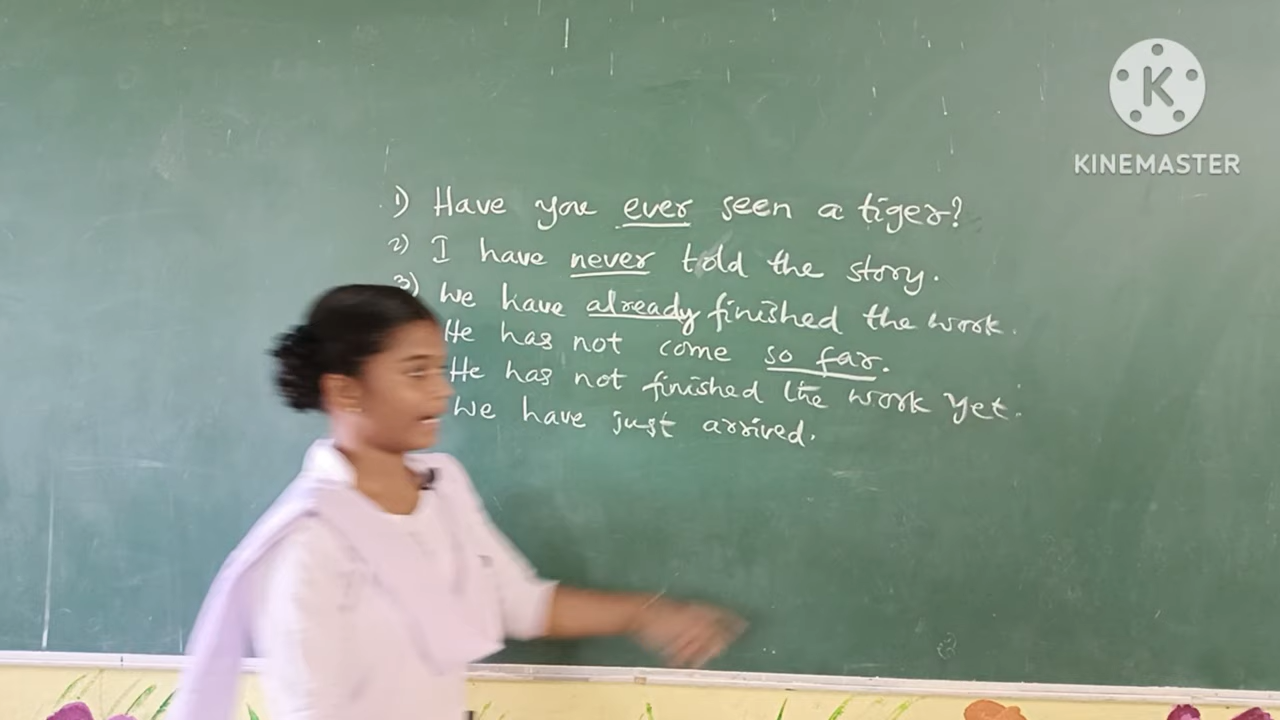 1) Have you ever seen a tiger?
2) I have never told the story.
3) We have already finished the work.
He has not come so far.
He has not finished the work yet.
We have just arrived.
K
KINEMASTER